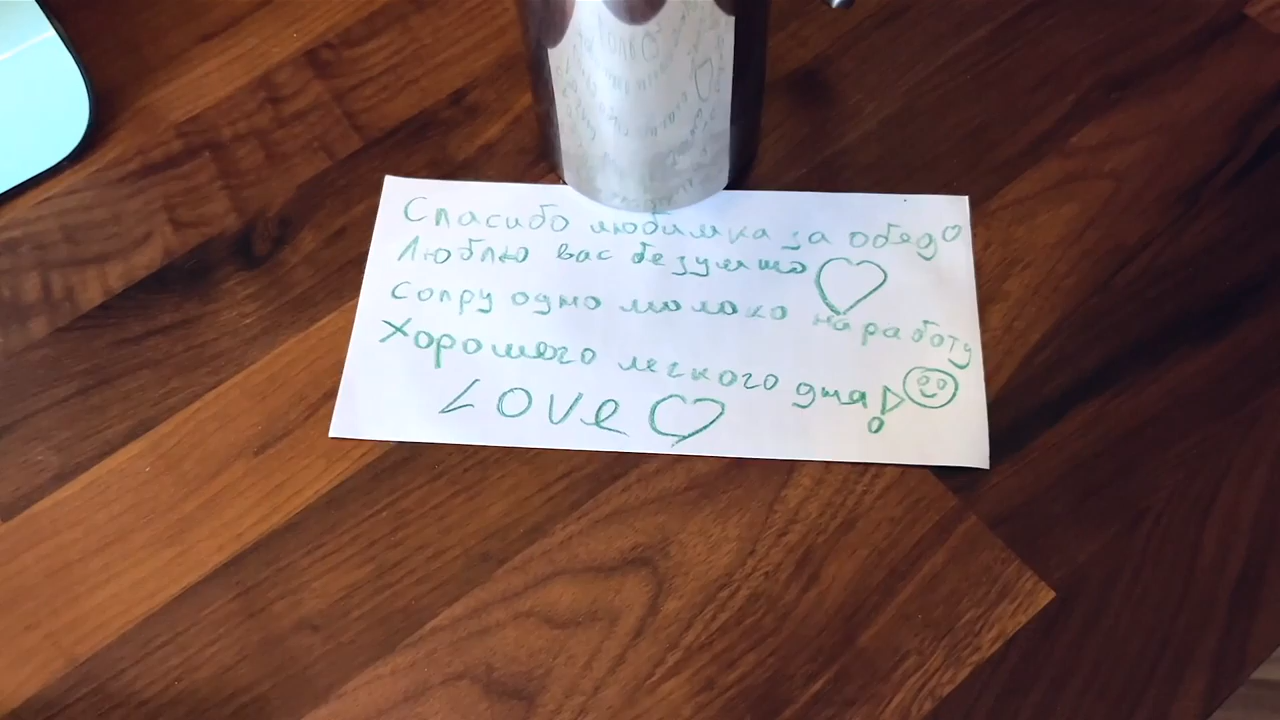 Спасибо любимка за обед♡
Люблю вас безумно ♡
сопру одно молоко на работу
Хорошего легкого дня! ☺
LOVe ♡